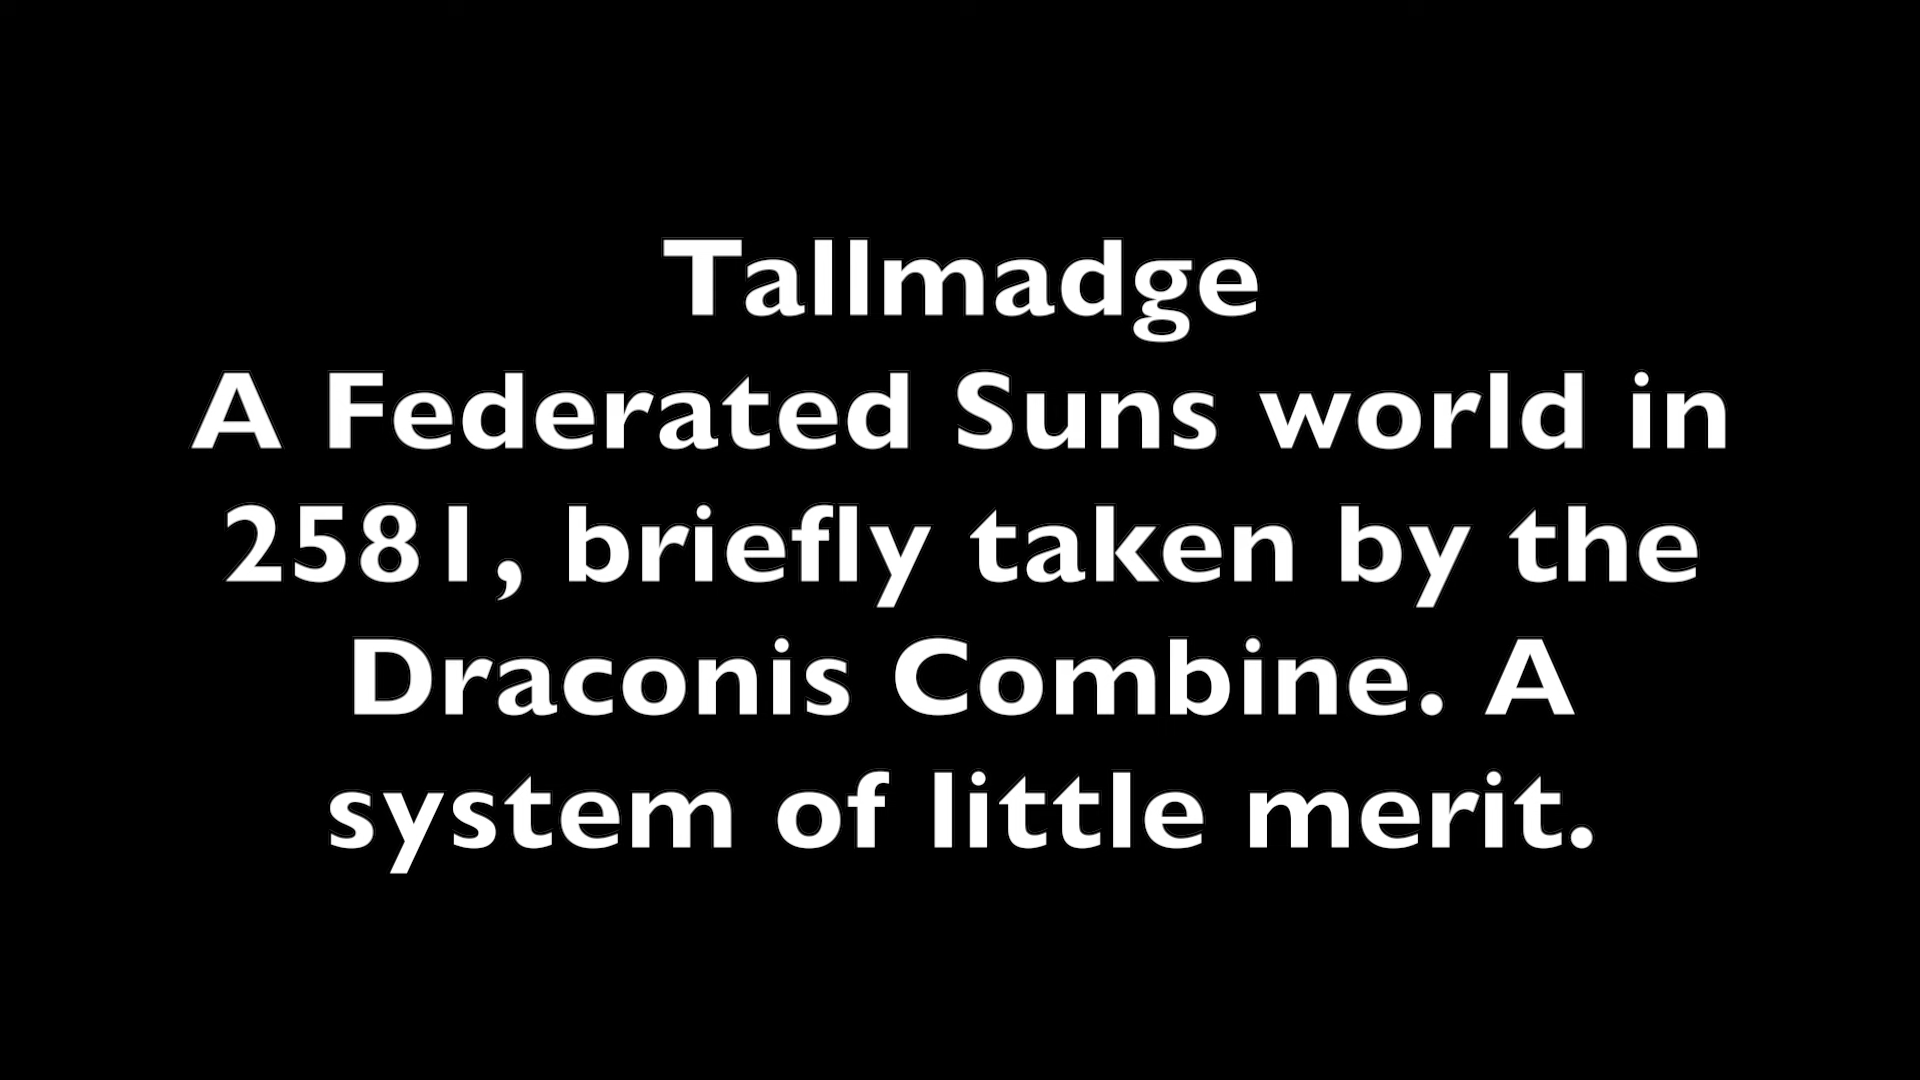 Tallmadge
A Federated Suns world in
2581, briefly taken by the
Draconis Combine. A
system of little merit.